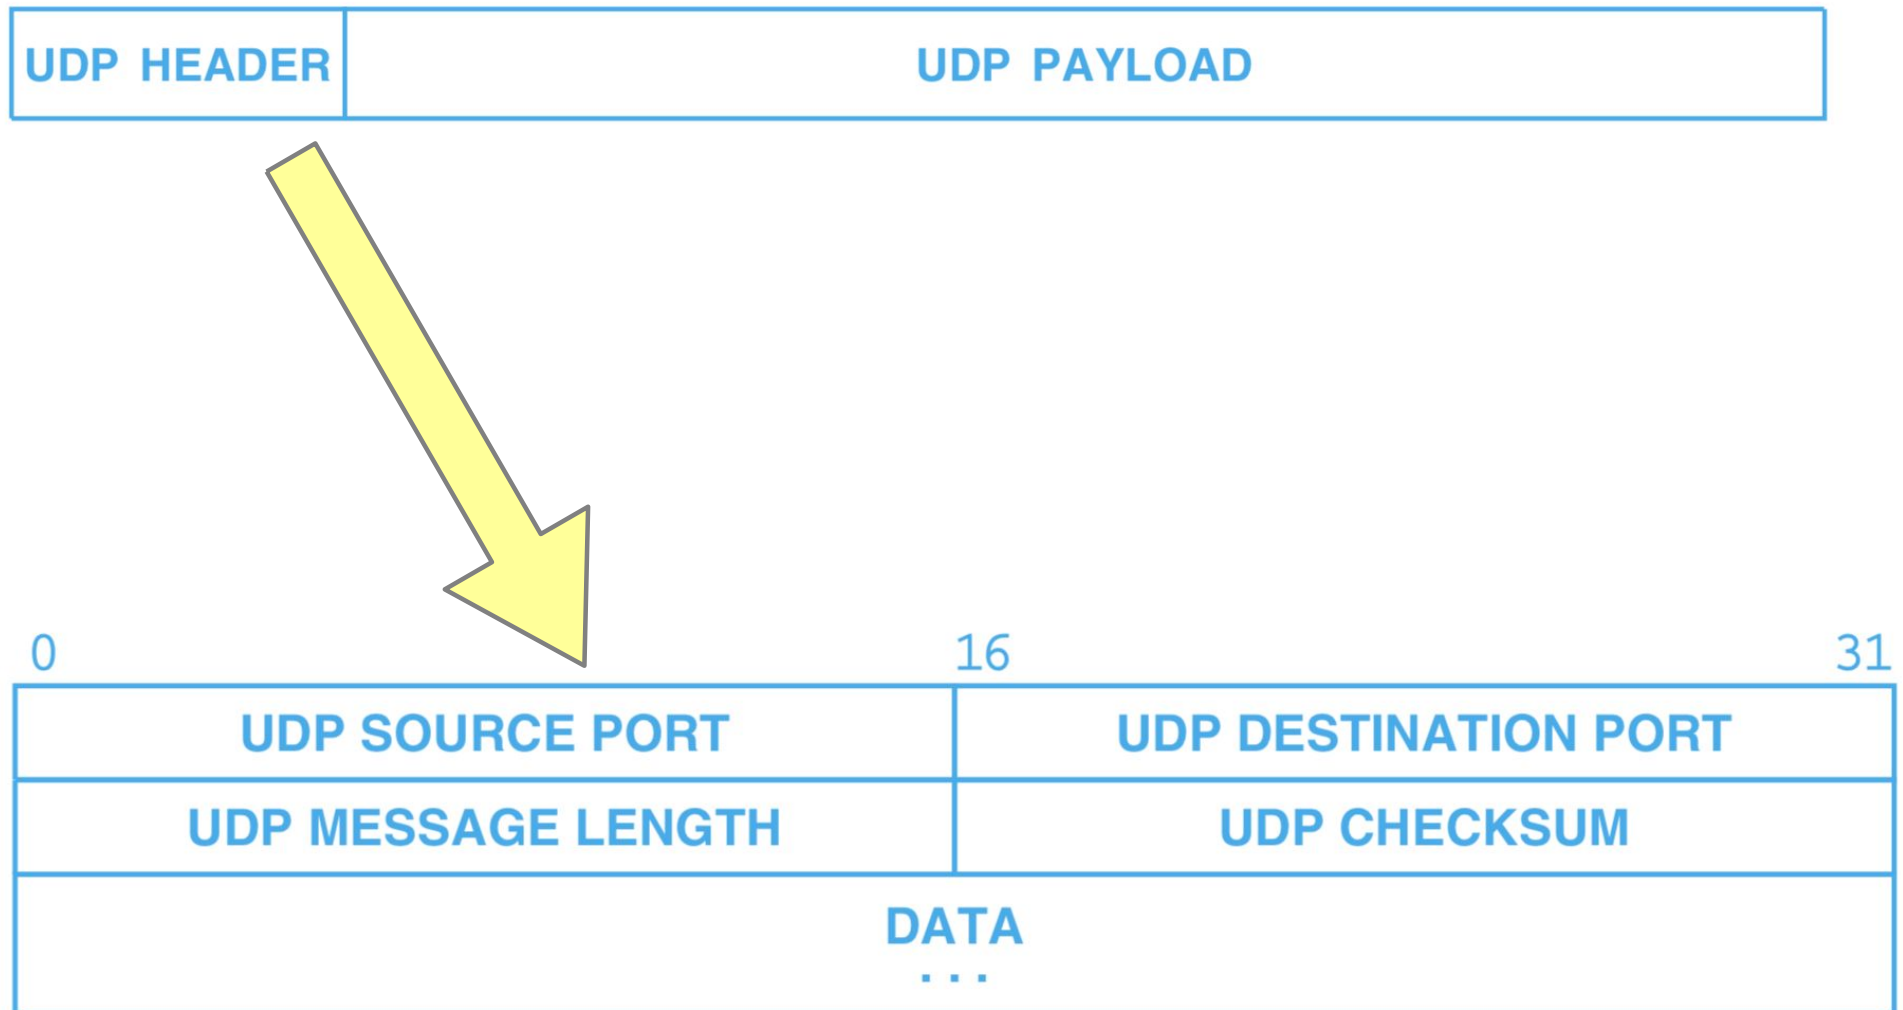 UDP HEADER UDP PAYLOAD
0 16 31
UDP SOURCE PORT UDP DESTINATION PORT
UDP MESSAGE LENGTH UDP CHECKSUM
DATA
...